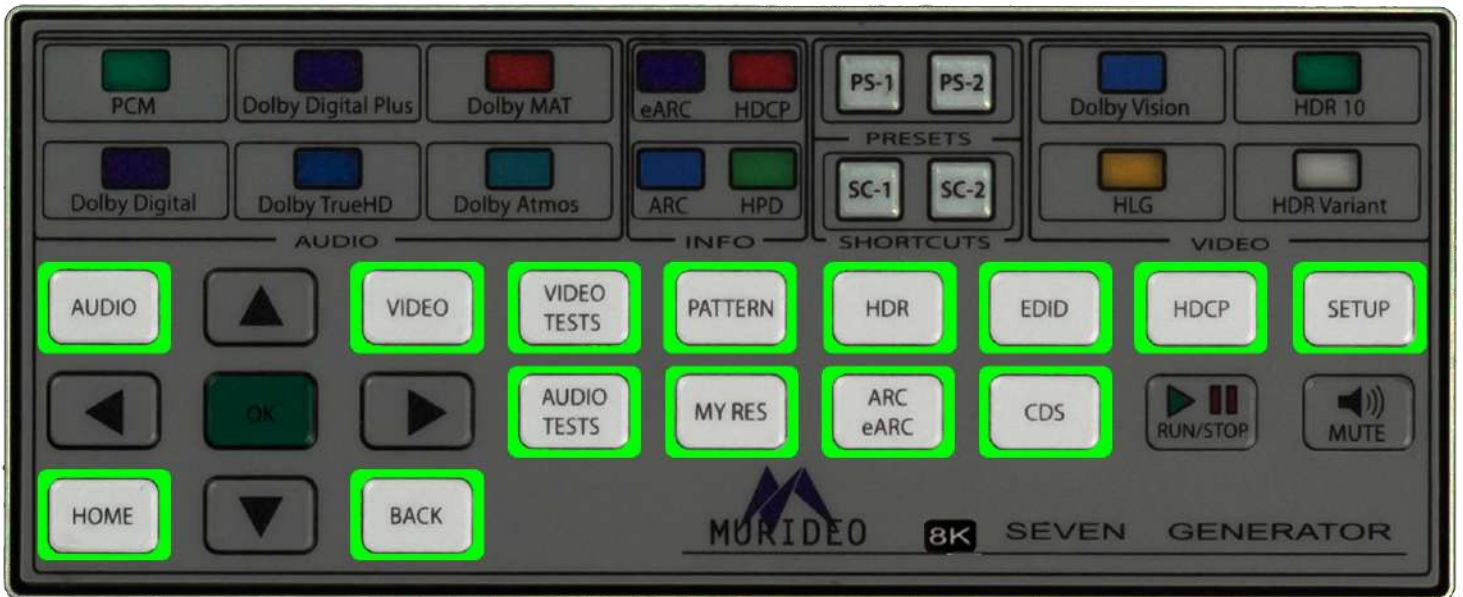 PCM
Dolby Digital Plus
Dolby MAT
eARC
HDCP
PS-1
PS-2
Dolby Vision
HDR 10
PRESETS
Dolby Digital
Dolby TrueHD
Dolby Atmos
ARC
HPD
SC-1
SC-2
HLG
HDR Variant
AUDIO
INFO
SHORTCUTS
VIDEO
AUDIO
VIDEO
VIDEO
TESTS
PATTERN
HDR
EDID
HDCP
SETUP
OK
AUDIO
TESTS
MY RES
ARC
eARC
CDS
RUN/STOP
MUTE
HOME
BACK
MURIDEO
8K SEVEN GENERATOR